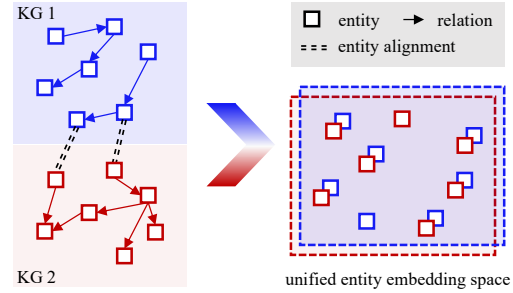 KG 1
entity
relation
entity alignment
KG 2
unified entity embedding space